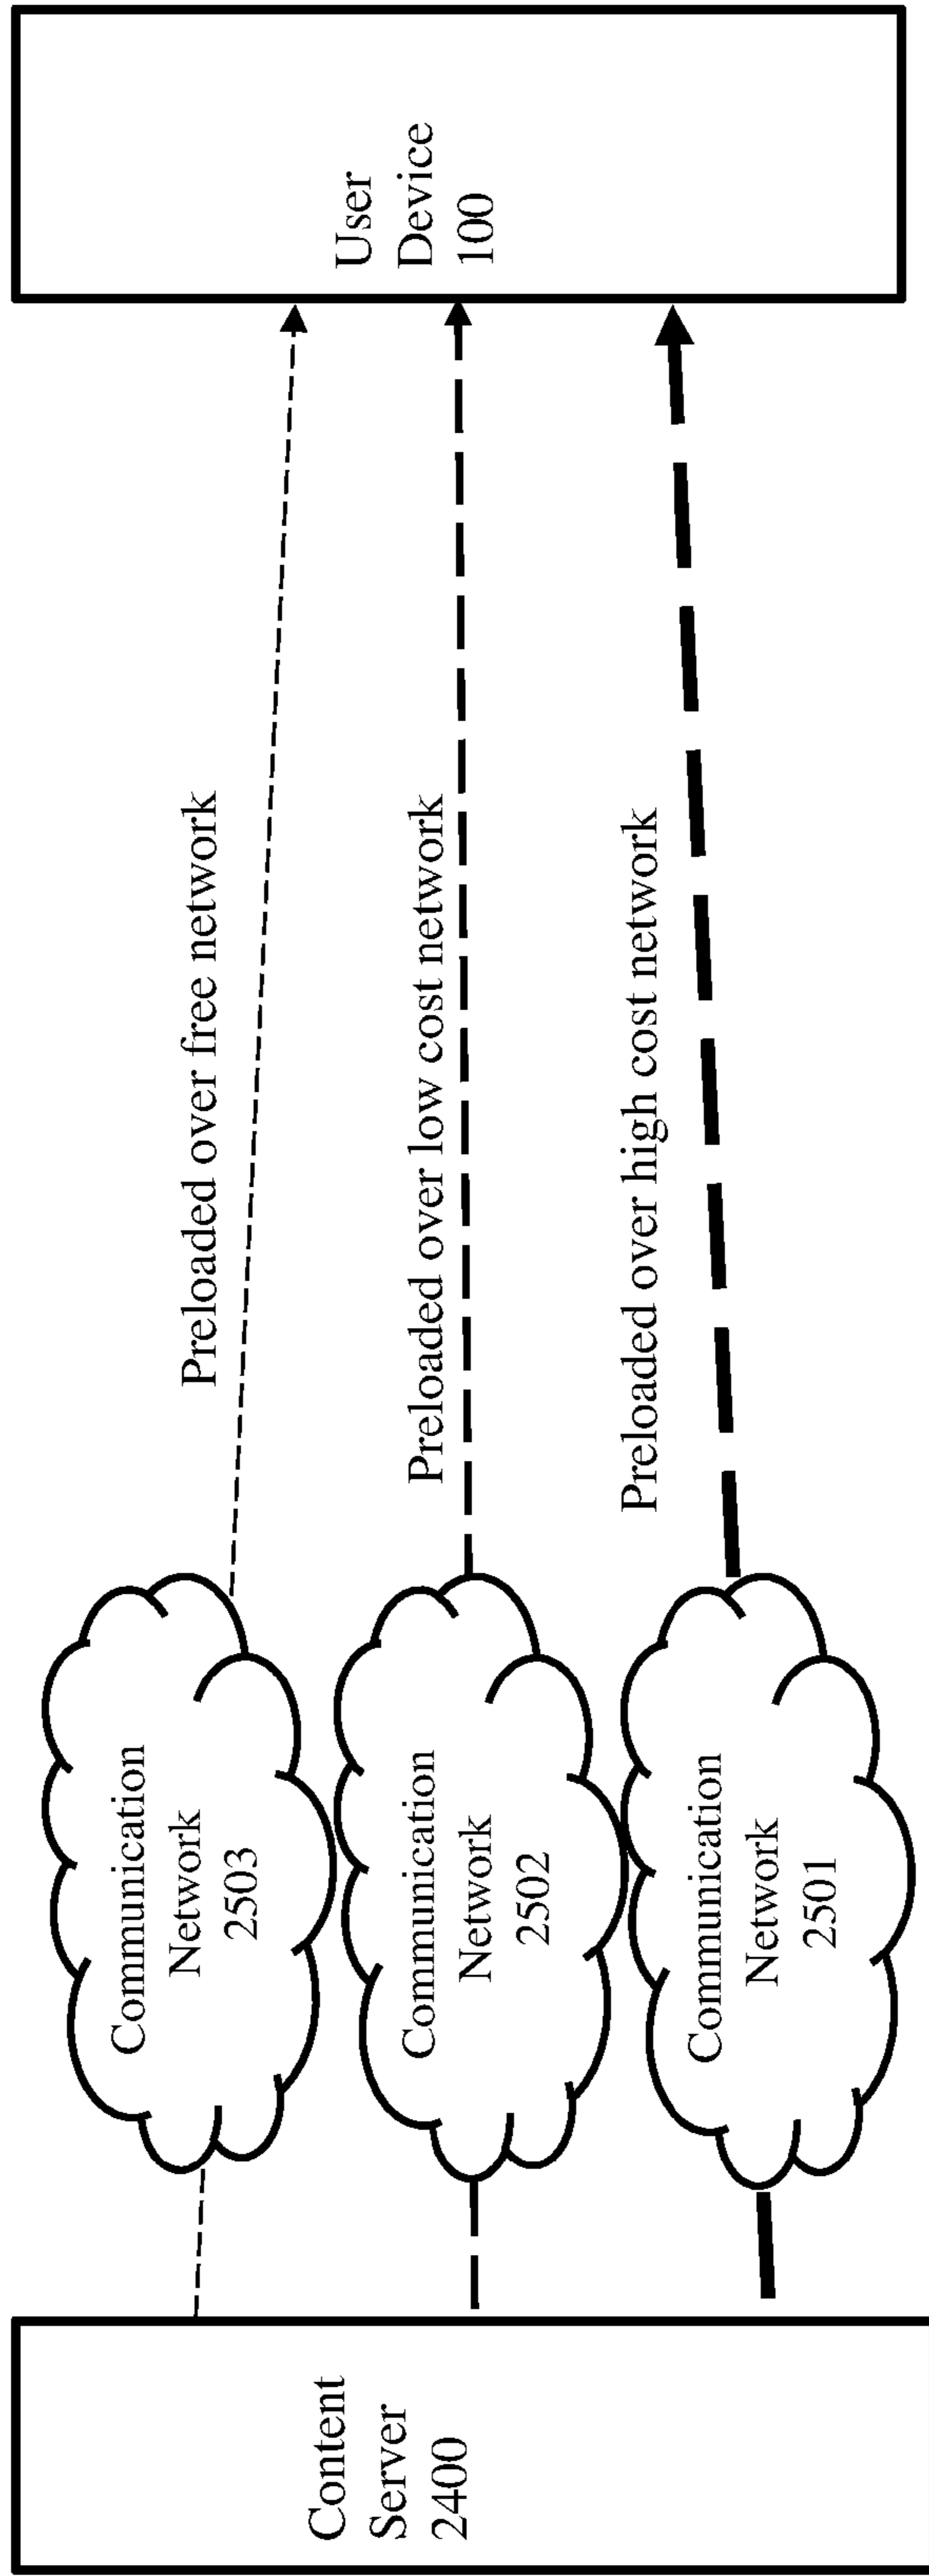 Content
Server
2400
Communication
Network
2503
Communication
Network
2502
Communication
Network
2501
Preloaded over free network
Preloaded over low cost network
Preloaded over high cost network
User
Device
100